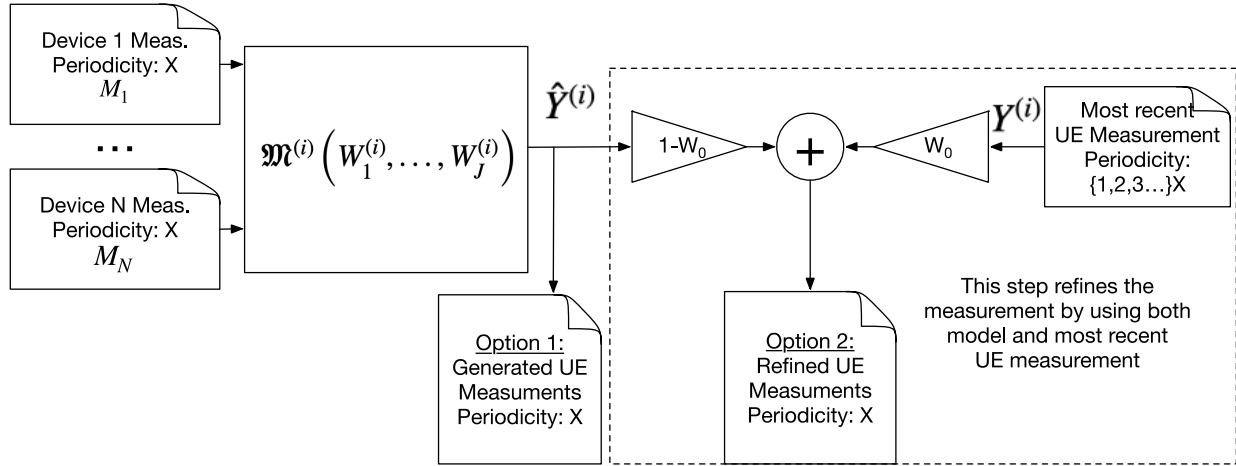 Device 1 Meas.
Periodicity: X
M₁
...
Device N Meas.
Periodicity: X
M_N
𝔐⁽ⁱ⁾ (W₁⁽ⁱ⁾, . . . , W_J⁽ⁱ⁾)
Ŷ⁽ⁱ⁾
1-W₀
+
W₀
Y⁽ⁱ⁾
Most recent
UE Measurement
Periodicity:
{1,2,3...}X
Option 1:
Generated UE
Measuments
Periodicity: X
Option 2:
Refined UE
Measuments
Periodicity: X
This step refines the
measurement by using both
model and most recent
UE measurement